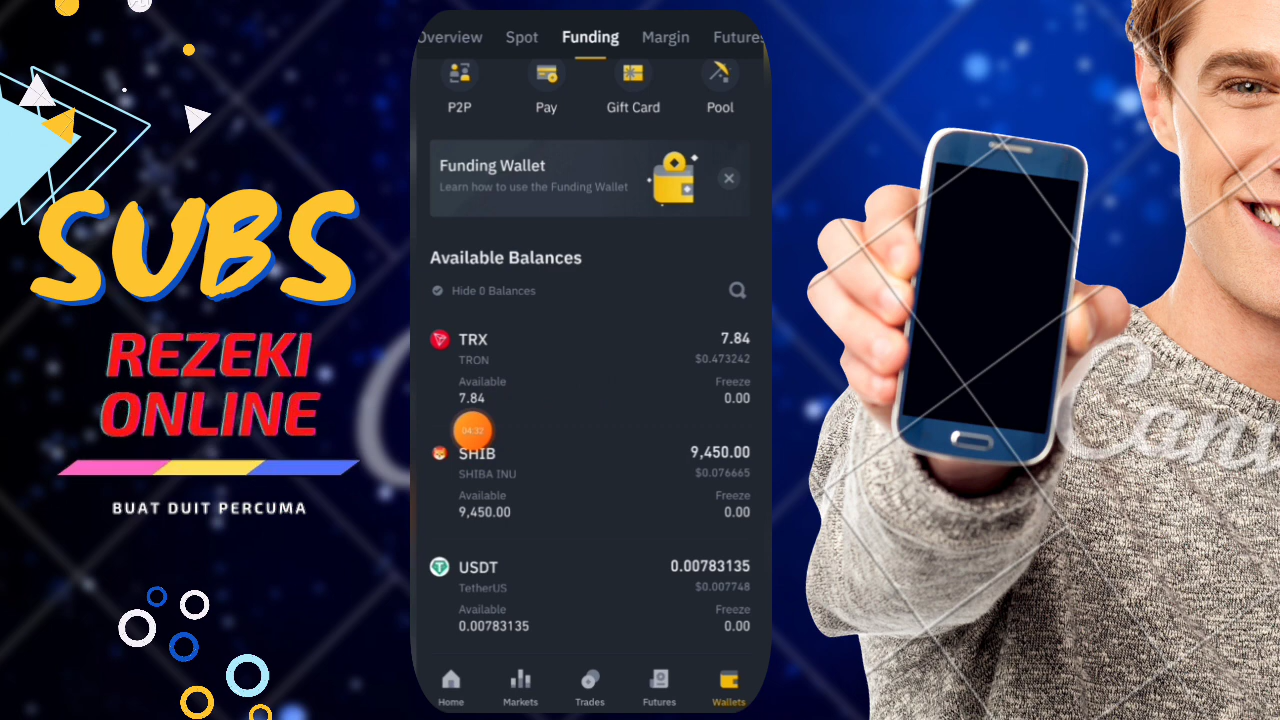 SUBS
REZEKI
ONLINE
BUAT DUIT PERCUMA
Overview Spot Funding Margin Futures
P2P Pay Gift Card Pool
Funding Wallet
Learn how to use the Funding Wallet
Available Balances
Hide 0 Balances
TRX 7.84
TRON $0.473242
Available Freeze
7.84 0.00
04:32
SHIB 9,450.00
SHIBA INU $0.076665
Available Freeze
9,450.00 0.00
USDT 0.00783135
TetherUS $0.007748
Available Freeze
0.00783135 0.00
Home Markets Trades Futures Wallets